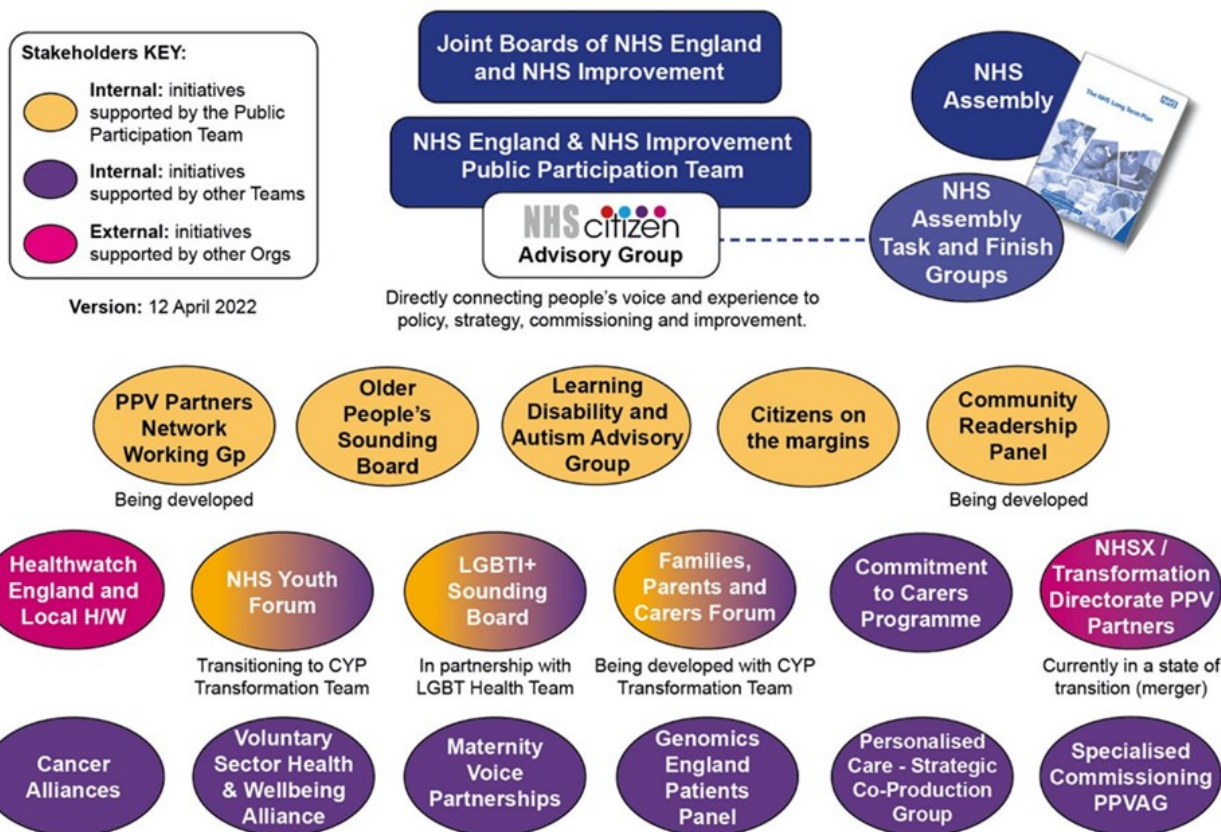 Stakeholders KEY:
Internal: initiatives
supported by the Public
Participation Team
Internal: initiatives
supported by other Teams
External: initiatives
supported by other Orgs
Version: 12 April 2022
Joint Boards of NHS England
and NHS Improvement
NHS England & NHS Improvement
Public Participation Team
NHS citizen
Advisory Group
Directly connecting people's voice and experience to
policy, strategy, commissioning and improvement.
NHS
Assembly
NHS
The NHS Long Term Plan
NHS
Assembly
Task and Finish
Groups
PPV Partners
Network
Working Gp
Being developed
Older
People's
Sounding
Board
Learning
Disability and
Autism Advisory
Group
Citizens on
the margins
Community
Readership
Panel
Being developed
Healthwatch
England and
Local H/W
NHS Youth
Forum
Transitioning to CYP
Transformation Team
LGBTI+
Sounding
Board
In partnership with
LGBT Health Team
Families,
Parents and
Carers Forum
Being developed with CYP
Transformation Team
Commitment
to Carers
Programme
NHSX /
Transformation
Directorate PPV
Partners
Currently in a state of
transition (merger)
Cancer
Alliances
Voluntary
Sector Health
& Wellbeing
Alliance
Maternity
Voice
Partnerships
Genomics
England
Patients
Panel
Personalised
Care - Strategic
Co-Production
Group
Specialised
Commissioning
PPVAG